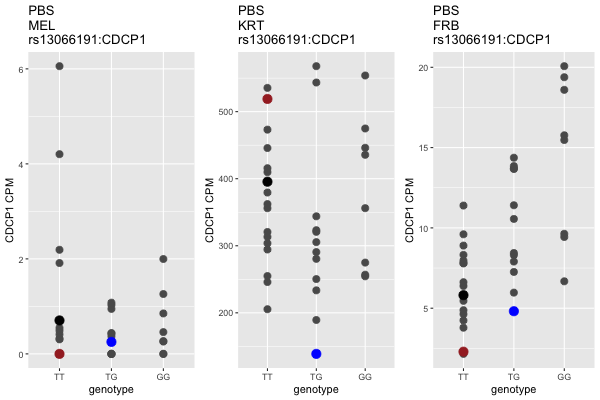 PBS
MEL
rs13066191:CDCP1
6
4
2
0
CDCP1 CPM
TT TG GG
genotype
PBS
KRT
rs13066191:CDCP1
500
400
300
200
CDCP1 CPM
TT TG GG
genotype
PBS
FRB
rs13066191:CDCP1
20
15
10
5
CDCP1 CPM
TT TG GG
genotype